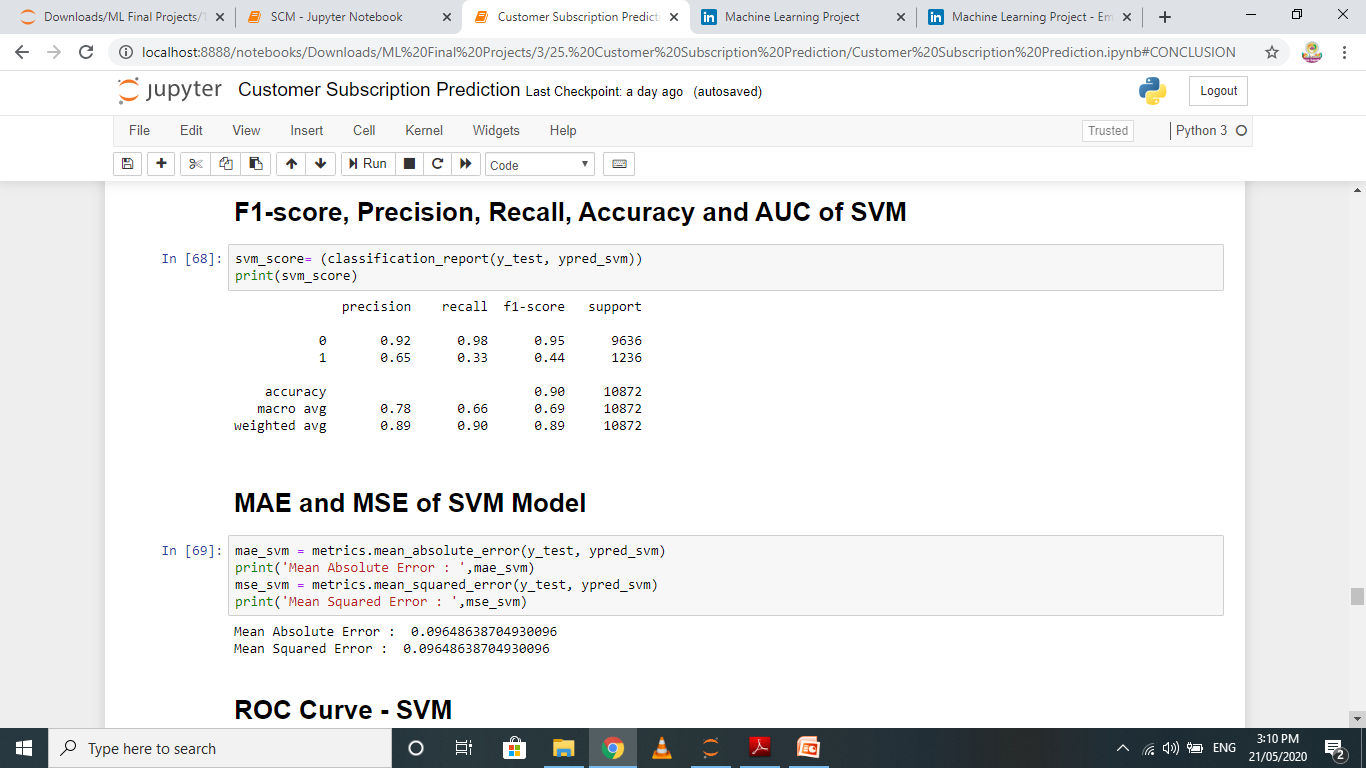 Downloads/ML Final Projects/
SCM - Jupyter Notebook
Customer Subscription Predict
Machine Learning Project
Machine Learning Project - Em
localhost:8888/notebooks/Downloads/ML%20Final%20Projects/3/25.%20Customer%20Subscription%20Prediction/Customer%20Subscription%20Prediction.ipynb#CONCLUSION
jupyter Customer Subscription Prediction Last Checkpoint: a day ago (autosaved)
Logout
File Edit View Insert Cell Kernel Widgets Help
Trusted
Python 3
Run
Code
F1-score, Precision, Recall, Accuracy and AUC of SVM
In [68]: svm_score= (classification_report(y_test, ypred_svm))
print(svm_score)
precision recall f1-score support
0 0.92 0.98 0.95 9636
1 0.65 0.33 0.44 1236
accuracy 0.90 10872
macro avg 0.78 0.66 0.69 10872
weighted avg 0.89 0.90 0.89 10872
MAE and MSE of SVM Model
In [69]: mae_svm = metrics.mean_absolute_error(y_test, ypred_svm)
print('Mean Absolute Error : ',mae_svm)
mse_svm = metrics.mean_squared_error(y_test, ypred_svm)
print('Mean Squared Error : ',mse_svm)
Mean Absolute Error :  0.09648638704930096
Mean Squared Error :  0.09648638704930096
ROC Curve - SVM
Type here to search
ENG
3:10 PM
21/05/2020
2